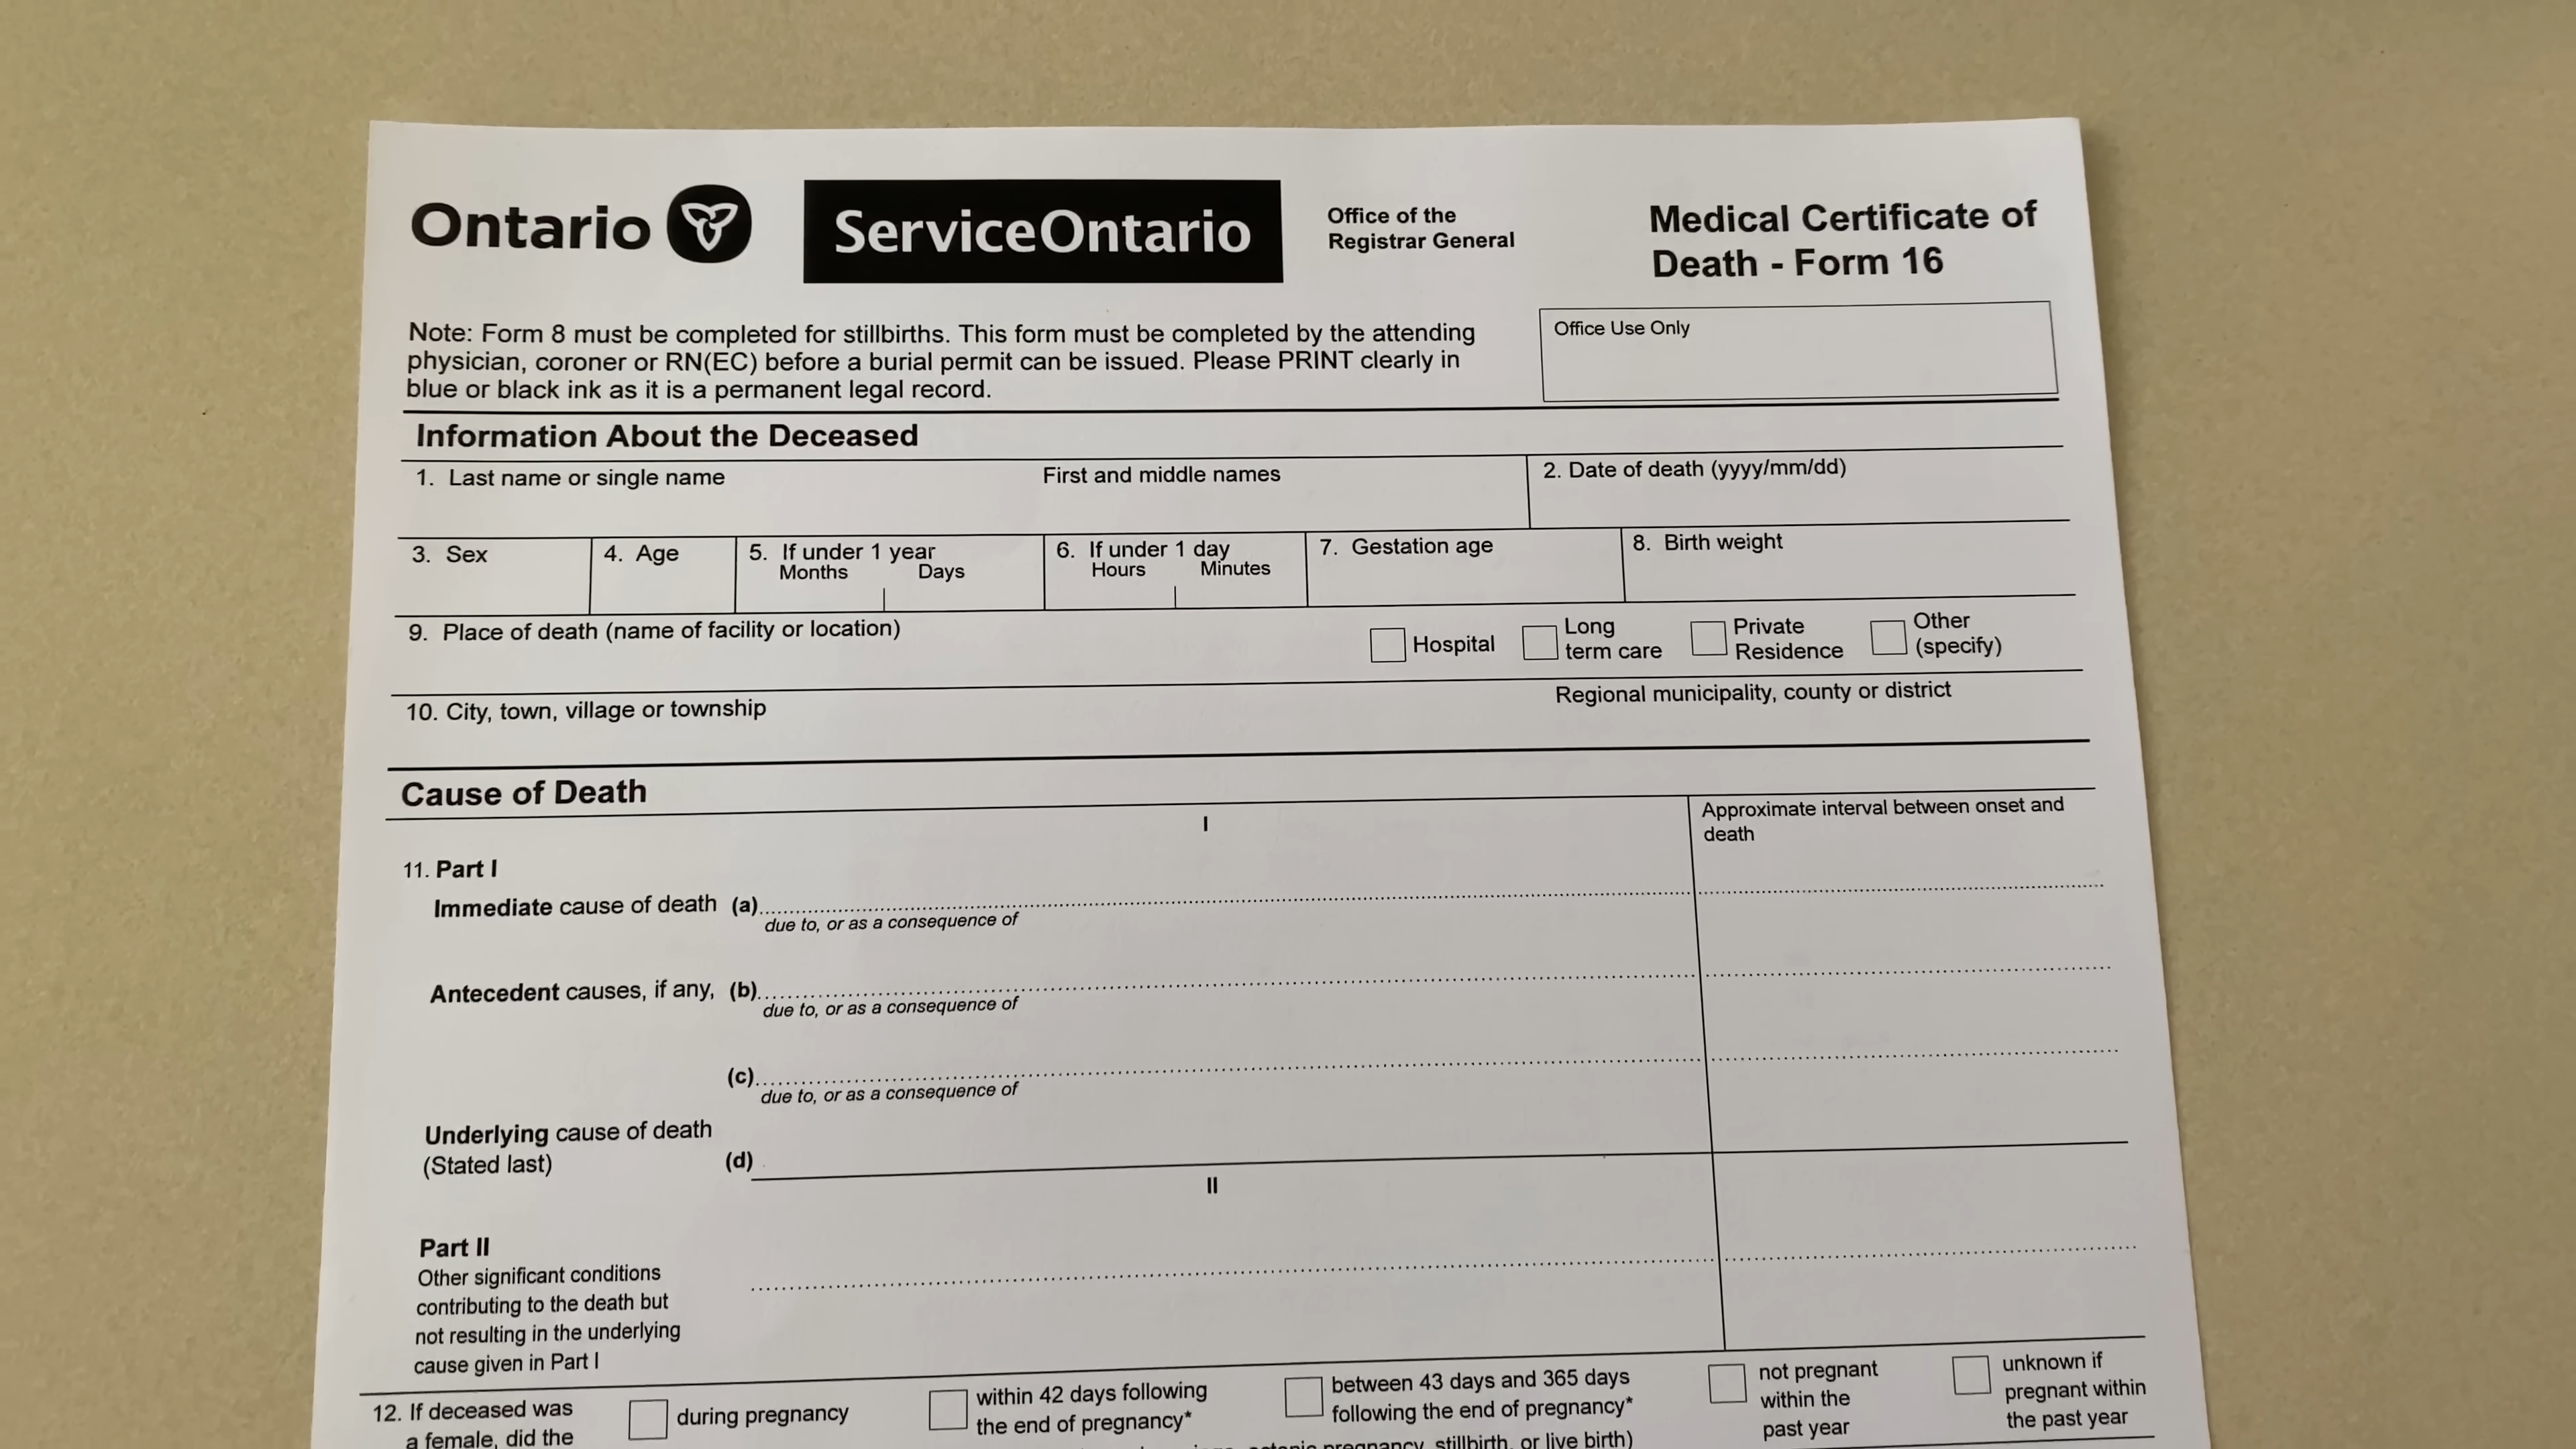 Ontario ServiceOntario
Office of the
Registrar General
Medical Certificate of
Death - Form 16
Note: Form 8 must be completed for stillbirths. This form must be completed by the attending
physician, coroner or RN(EC) before a burial permit can be issued. Please PRINT clearly in
blue or black ink as it is a permanent legal record.
Office Use Only
Information About the Deceased
1. Last name or single name First and middle names 2. Date of death (yyyy/mm/dd)
3. Sex 4. Age 5. If under 1 year 6. If under 1 day 7. Gestation age 8. Birth weight
Months Days Hours Minutes
9. Place of death (name of facility or location)
Hospital
Long
term care
Private
Residence
Other
(specify)
10. City, town, village or township Regional municipality, county or district
Cause of Death
I
Approximate interval between onset and
death
11. Part I
Immediate cause of death (a)
due to, or as a consequence of
Antecedent causes, if any, (b)
due to, or as a consequence of
(c)
due to, or as a consequence of
Underlying cause of death
(Stated last) (d)
II
Part II
Other significant conditions
contributing to the death but
not resulting in the underlying
cause given in Part I
12. If deceased was
a female, did the
during pregnancy
within 42 days following
the end of pregnancy*
between 43 days and 365 days
following the end of pregnancy*
not pregnant
within the
past year
unknown if
pregnant within
the past year
pregnancy, stillbirth, or live birth)